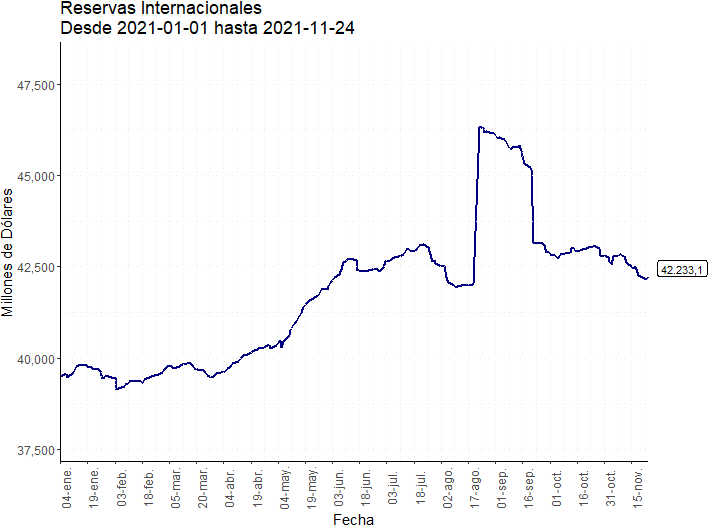 Reservas Internacionales
Desde 2021-01-01 hasta 2021-11-24
Millones de Dólares
47,500
45,000
42,500
40,000
37,500
42.233,1
04-ene.
19-ene.
03-feb.
18-feb.
05-mar.
20-mar.
04-abr.
19-abr.
04-may.
19-may.
03-jun.
18-jun.
03-jul.
18-jul.
02-ago.
17-ago.
01-sep.
16-sep.
01-oct.
16-oct.
31-oct.
15-nov.
Fecha